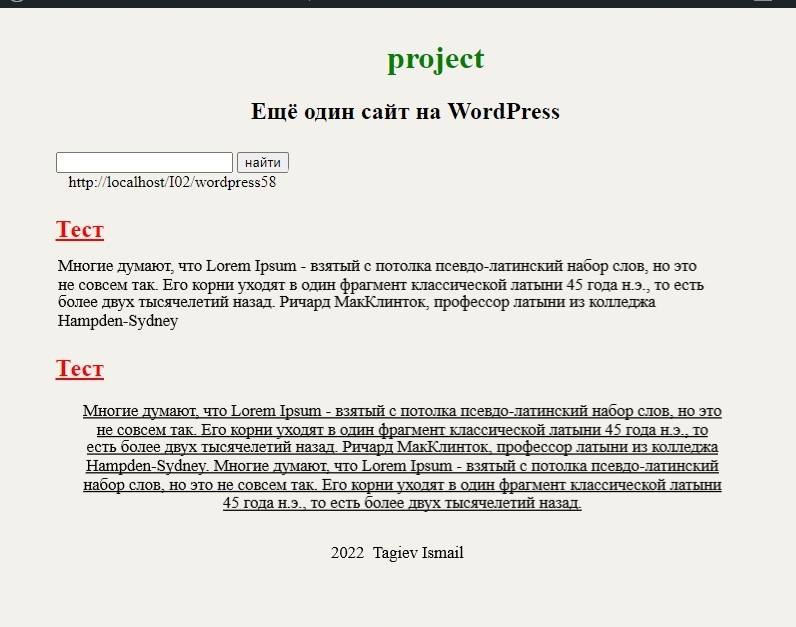 project
Ещё один сайт на WordPress
найти
http://localhost/I02/wordpress58
Тест
Многие думают, что Lorem Ipsum - взятый с потолка псевдо-латинский набор слов, но это
не совсем так. Его корни уходят в один фрагмент классической латыни 45 года н.э., то есть
более двух тысячелетий назад. Ричард МакКлинток, профессор латыни из колледжа
Hampden-Sydney
Тест
Многие думают, что Lorem Ipsum - взятый с потолка псевдо-латинский набор слов, но это
не совсем так. Его корни уходят в один фрагмент классической латыни 45 года н.э., то
есть более двух тысячелетий назад. Ричард МакКлинток, профессор латыни из колледжа
Hampden-Sydney. Многие думают, что Lorem Ipsum - взятый с потолка псевдо-латинский
набор слов, но это не совсем так. Его корни уходят в один фрагмент классической латыни
45 года н.э., то есть более двух тысячелетий назад.
2022 Tagiev Ismail